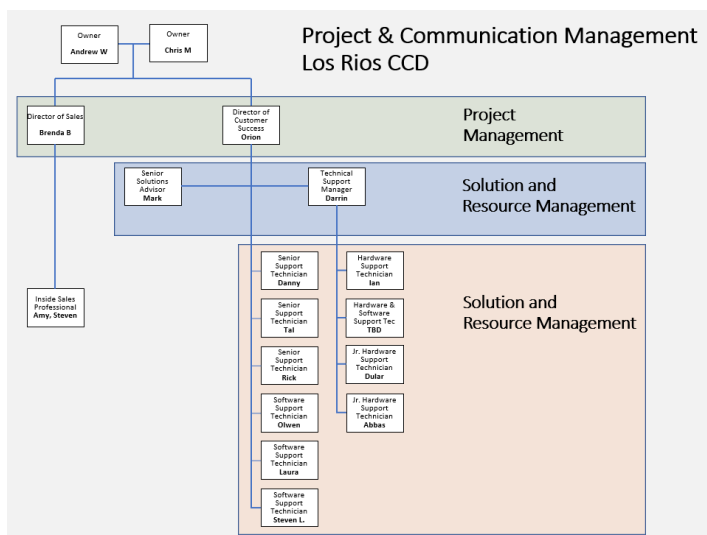 Project & Communication Management
Los Rios CCD
Owner
Andrew W
Owner
Chris M
Director of Sales
Brenda B
Director of
Customer
Success
Orion
Project
Management
Senior
Solutions
Advisor
Mark
Technical
Support
Manager
Darrin
Solution and
Resource Management
Senior
Support
Technician
Danny
Hardware
Support
Technician
Ian
Inside Sales
Professional
Amy, Steven
Senior
Support
Technician
Tal
Hardware &
Software
Support Tec
TBD
Solution and
Resource Management
Senior
Support
Technician
Rick
Jr. Hardware
Support
Technician
Dular
Software
Support
Technician
Olwen
Jr. Hardware
Support
Technician
Abbas
Software
Support
Technician
Laura
Software
Support
Technician
Steven L.